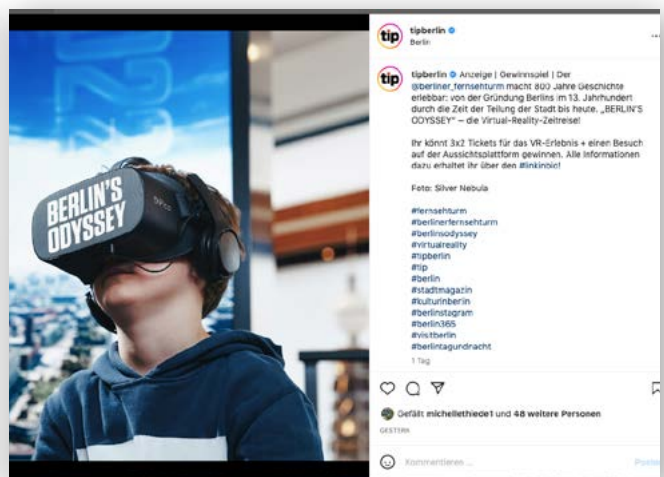 BERLIN'S
ODYSSEY
tip
tipberlin
Berlin
tip
tipberlin Anzeige | Gewinnspiel | Der
@berliner_fernsehturm macht 800 Jahre Geschichte
erlebbar: von der Gründung Berlins im 13. Jahrhundert
durch die Zeit der Teilung der Stadt bis heute. „BERLIN'S
ODYSSEY" – die Virtual-Reality-Zeitreise!
Ihr könnt 3x2 Tickets für das VR-Erlebnis + einen Besuch
auf der Aussichtsplattform gewinnen. Alle Informationen
dazu erhaltet ihr über den #linkinbio!
Foto: Silver Nebula
#fernsehturm
#berlinerfernsehturm
#berlinsodyssey
#virtualreality
#tipberlin
#tip
#berlin
#stadtmagazin
#kulturinberlin
#berlinstagram
#berlin365
#visitberlin
#berlintagundnacht
1 Tag
Gefällt michellethiede1 und 48 weitere Personen
GESTERN
Kommentieren ...